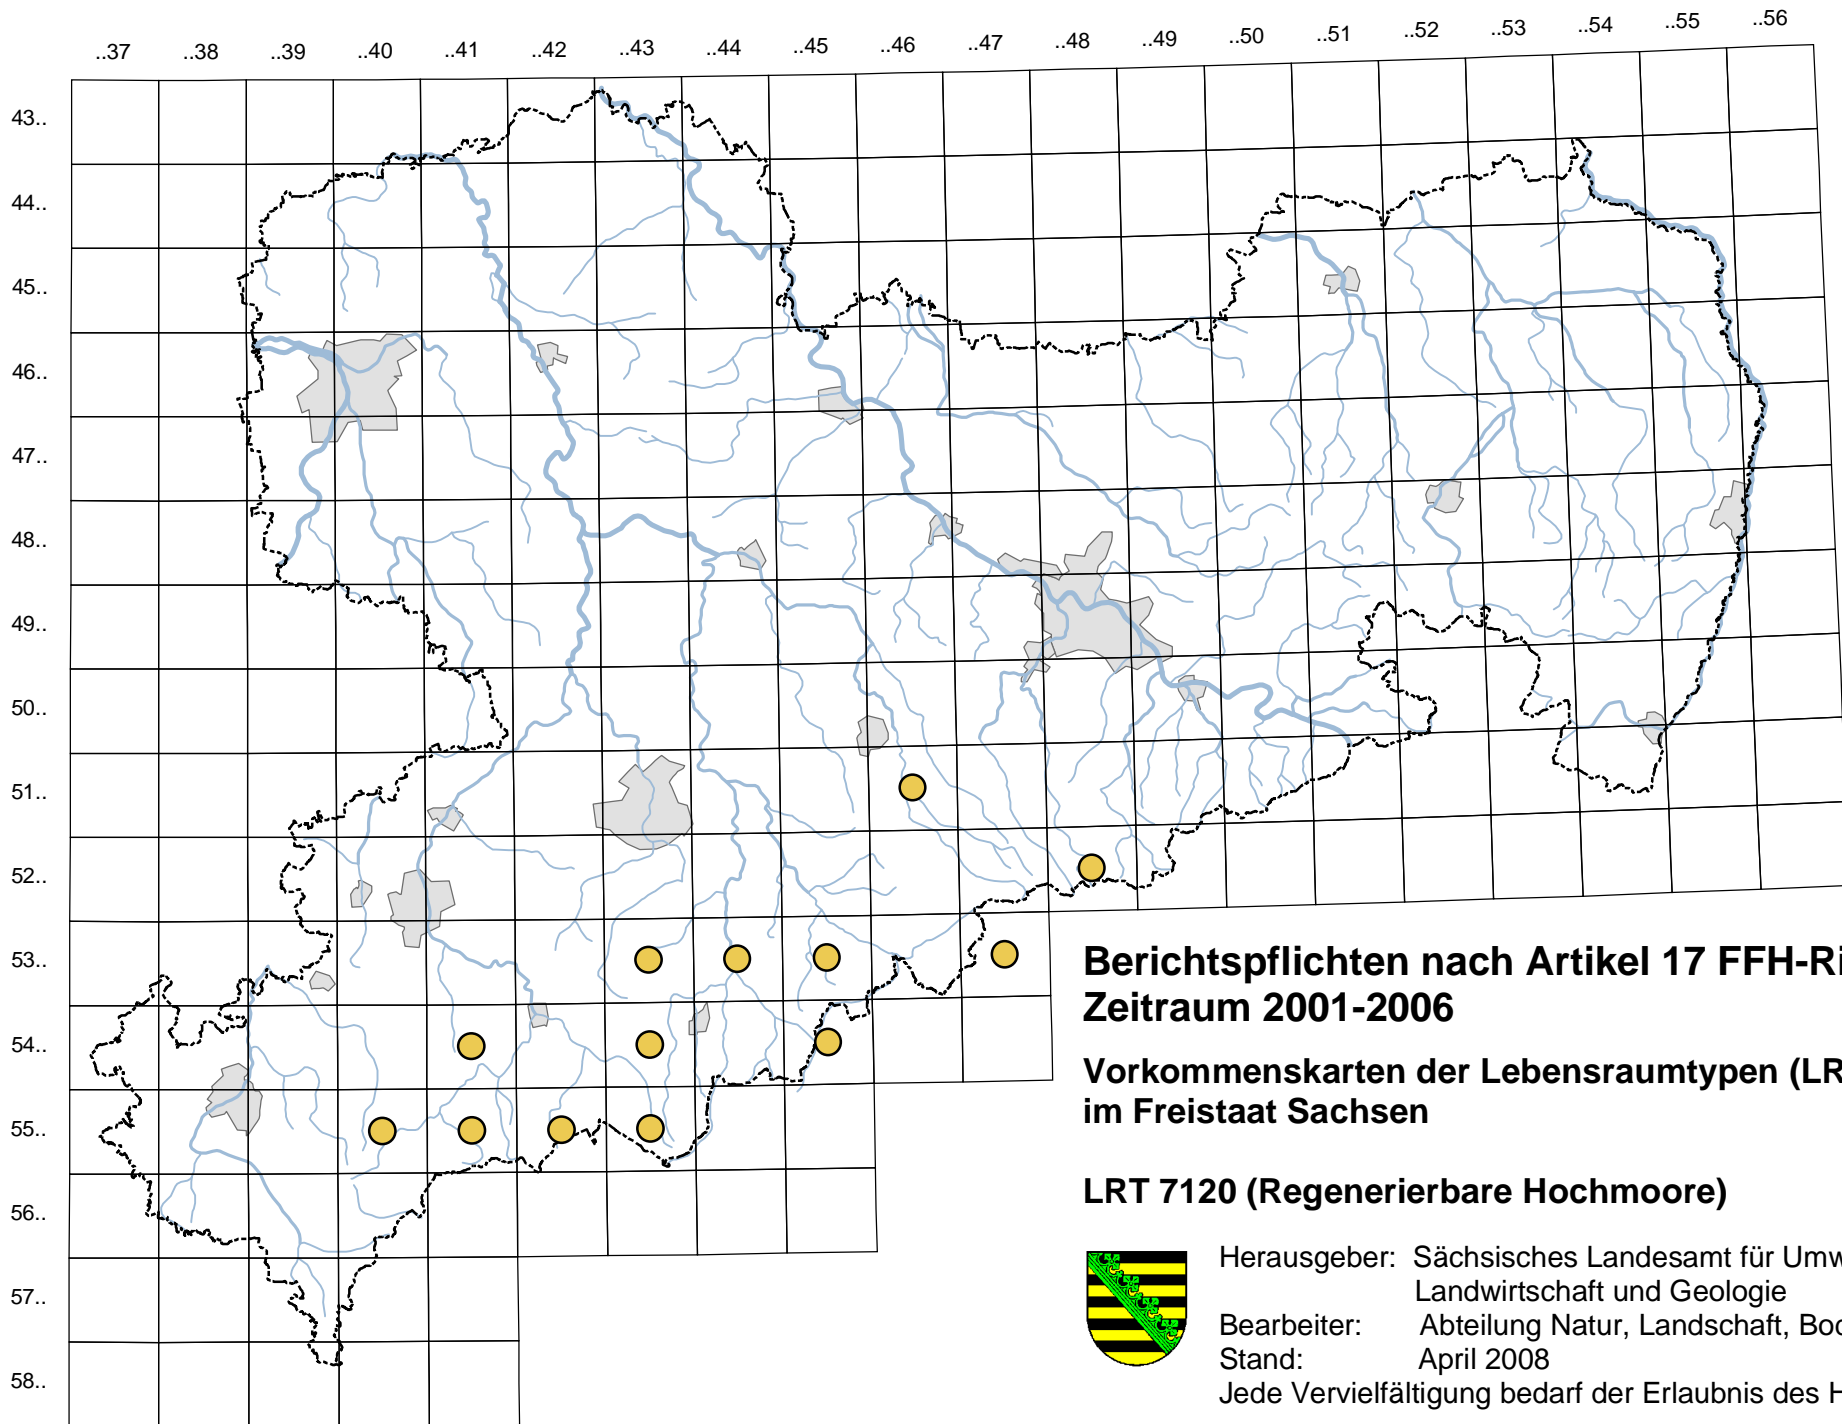 ..37 ..38 ..39 ..40 ..41 ..42 ..43 ..44 ..45 ..46 ..47 ..48 ..49 ..50 ..51 ..52 ..53 ..54 ..55 ..56
43..
44..
45..
46..
47..
48..
49..
50..
51..
52..
53..
54..
55..
56..
57..
58..
Berichtspflichten nach Artikel 17 FFH-Ri
Zeitraum 2001-2006
Vorkommenskarten der Lebensraumtypen (LR
im Freistaat Sachsen
LRT 7120 (Regenerierbare Hochmoore)
Herausgeber: Sächsisches Landesamt für Umw
Landwirtschaft und Geologie
Bearbeiter: Abteilung Natur, Landschaft, Bod
Stand: April 2008
Jede Vervielfältigung bedarf der Erlaubnis des H